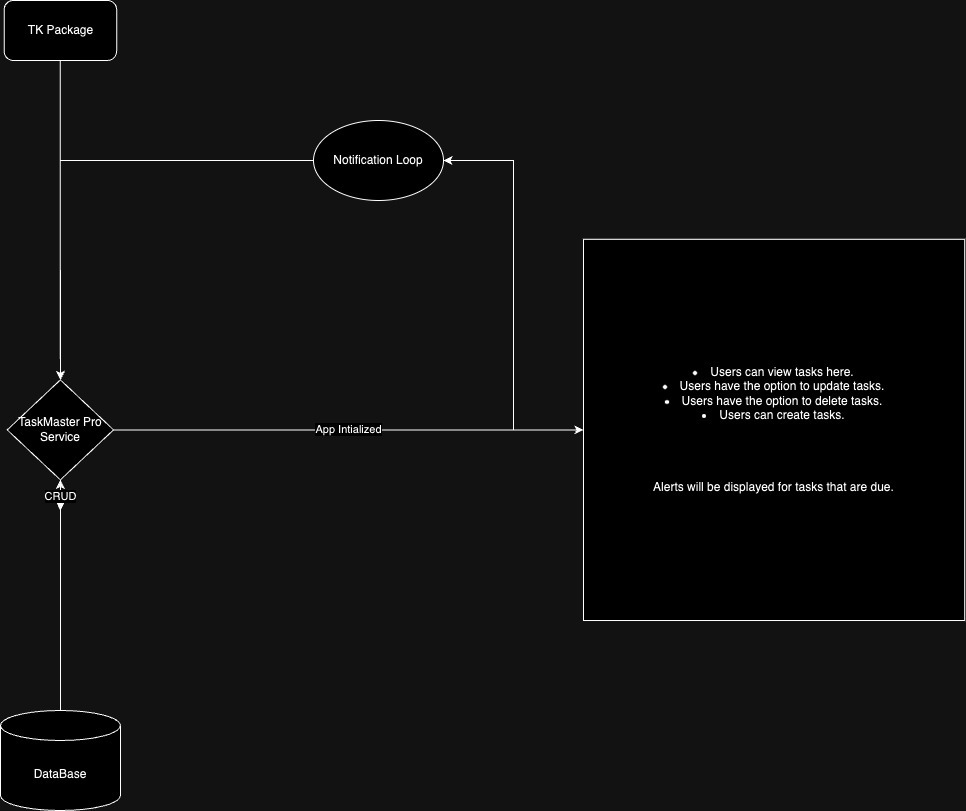 TK Package
Notification Loop
• Users can view tasks here.
• Users have the option to update tasks.
• Users have the option to delete tasks.
• Users can create tasks.
TaskMaster Pro
Service
App Intialized
Alerts will be displayed for tasks that are due.
CRUD
DataBase